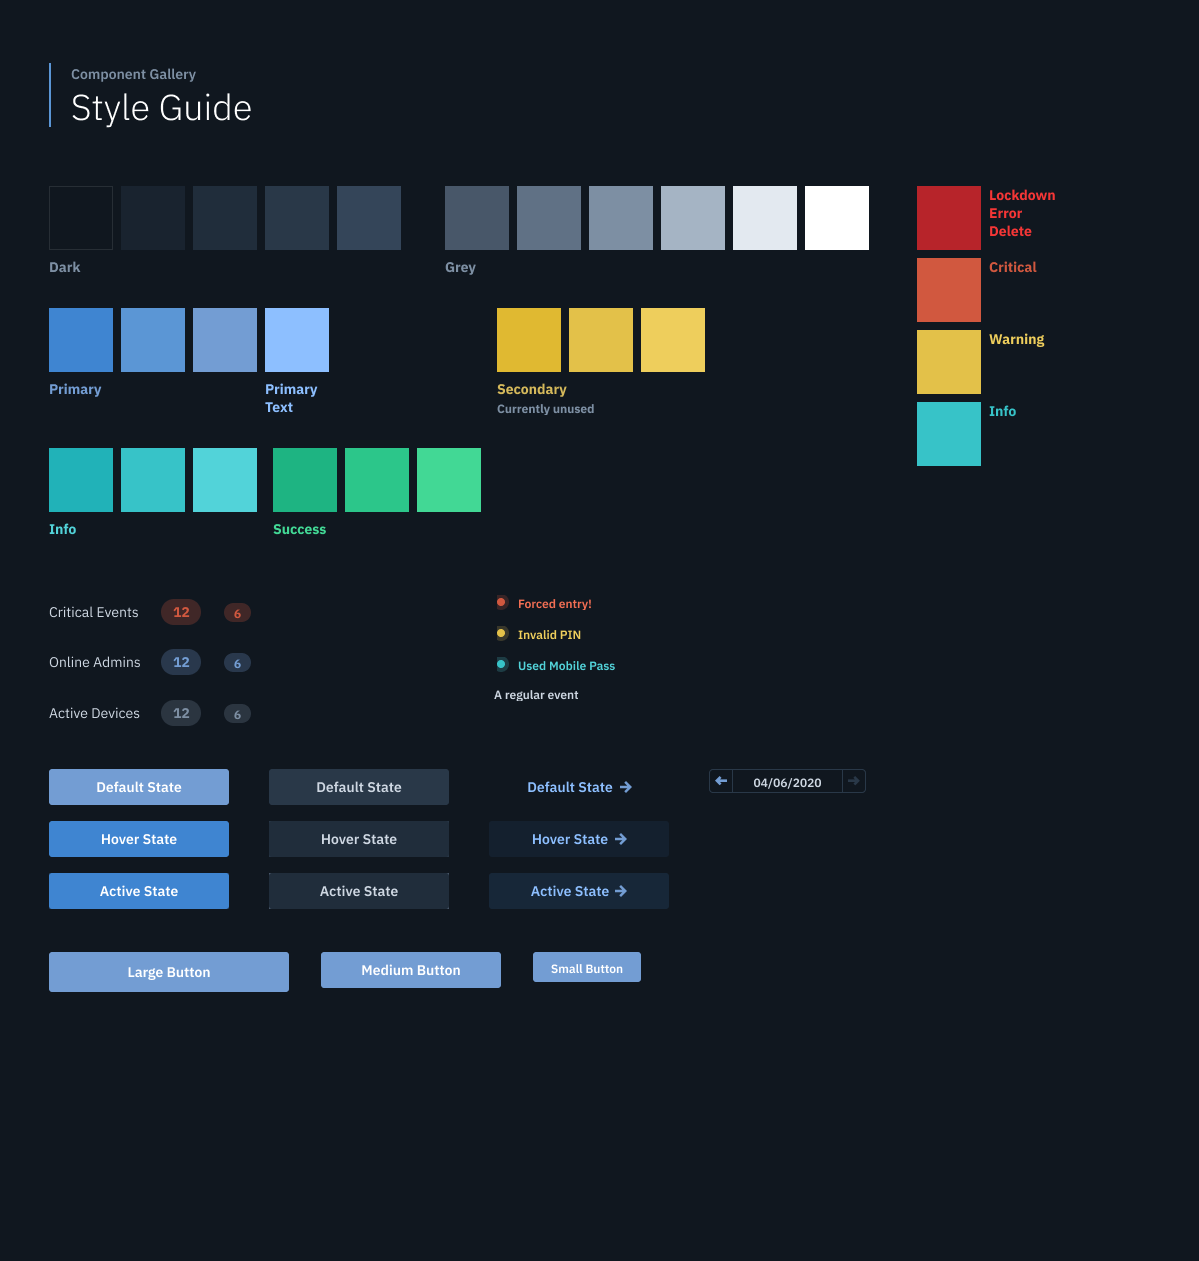 Component Gallery
Style Guide
Dark
Grey
Lockdown
Error
Delete
Critical
Warning
Info
Primary
Primary
Text
Secondary
Currently unused
Info
Success
Critical Events 12 6
Online Admins 12 6
Active Devices 12 6
Forced entry!
Invalid PIN
Used Mobile Pass
A regular event
Default State
Default State
Default State →
← 04/06/2020 →
Hover State
Hover State
Hover State →
Active State
Active State
Active State →
Large Button
Medium Button
Small Button